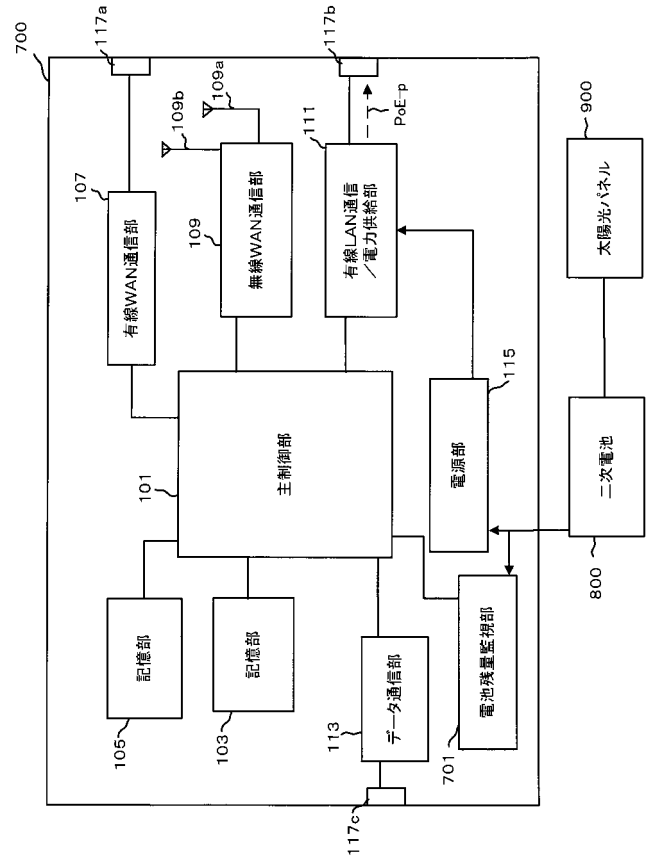 700
117a
107
有線WAN通信部
109b
109a
109
無線WAN通信部
117b
111
有線LAN通信
／電力供給部
PoE-p
101
主制御部
105
記憶部
103
記憶部
113
データ通信部
117c
701
電池残量監視部
115
電源部
800
二次電池
900
太陽光パネル